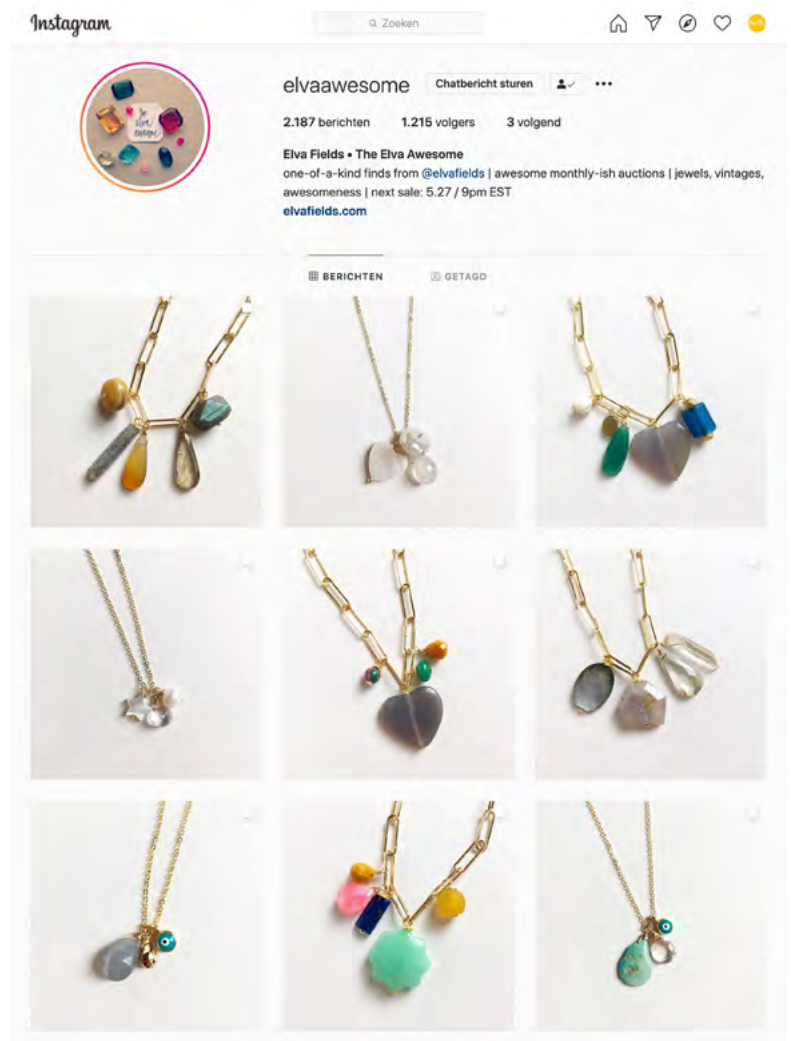 Instagram
Zoeken
elvaawesome Chatbericht sturen
2.187 berichten 1.215 volgers 3 volgend
Elva Fields • The Elva Awesome
one-of-a-kind finds from @elvafields | awesome monthly-ish auctions | jewels, vintages,
awesomeness | next sale: 5.27 / 9pm EST
elvafields.com
BERICHTEN GETAGD